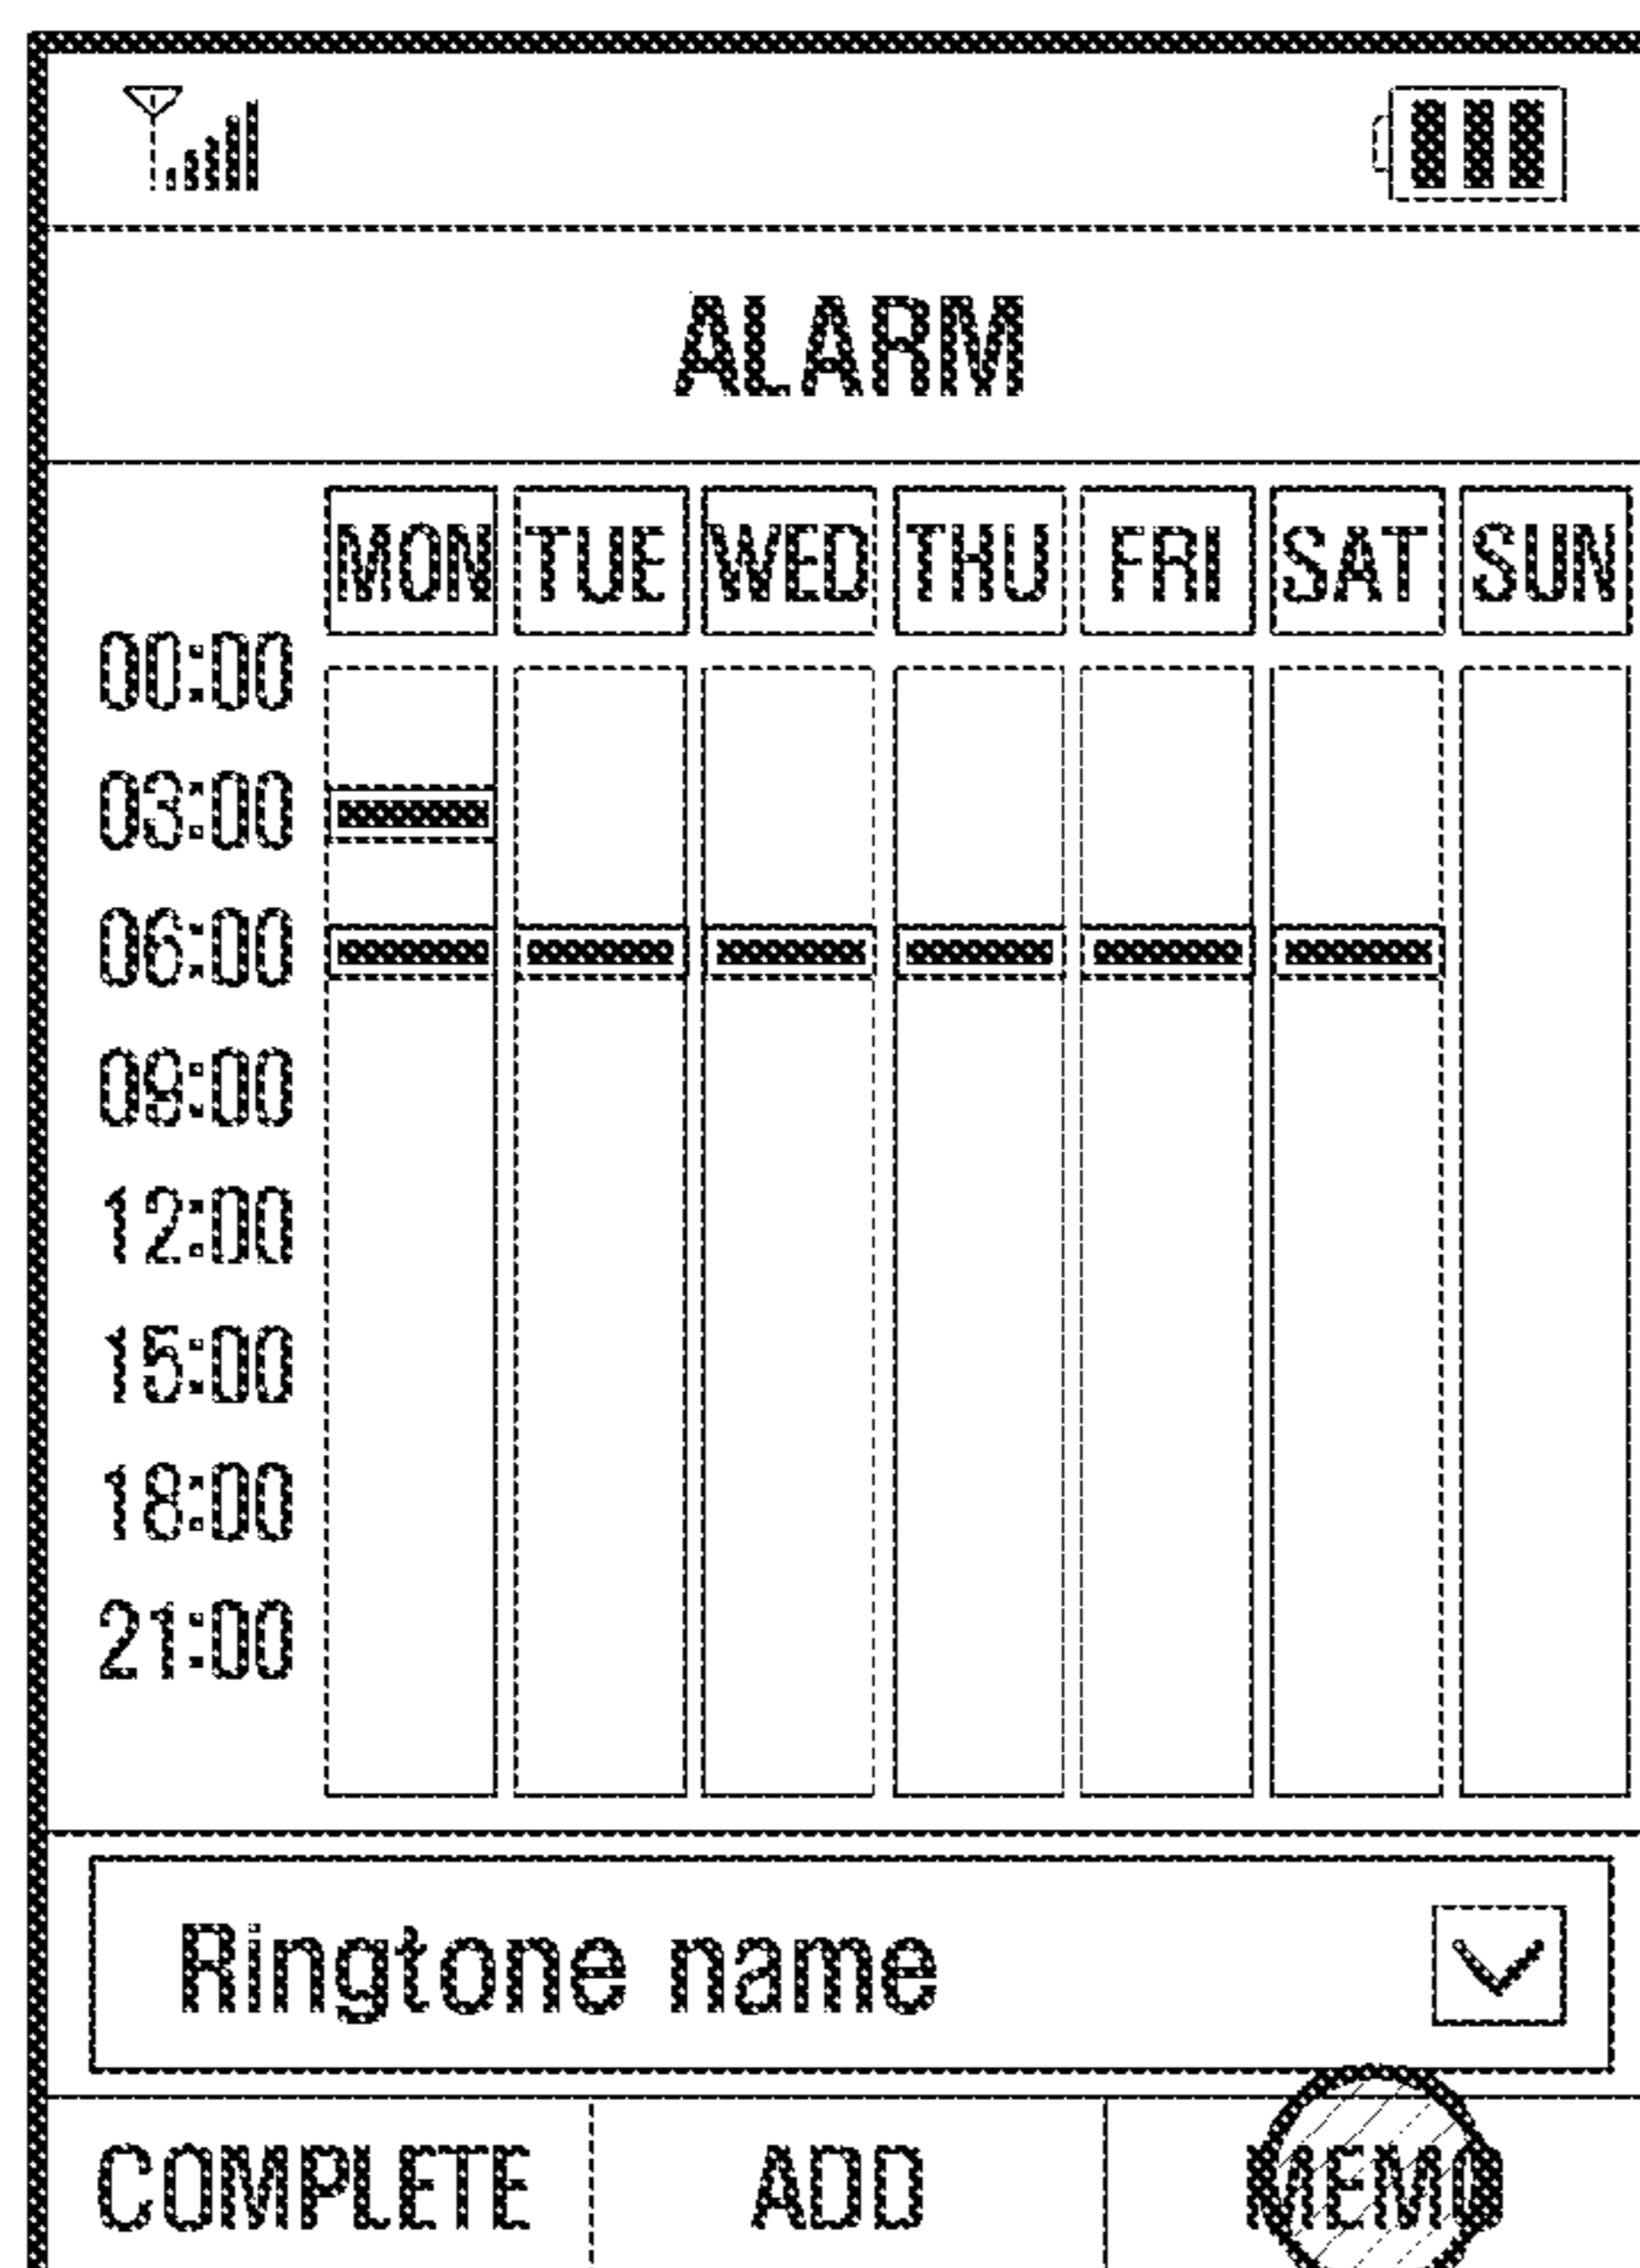 ALARM
MON TUE WED THU FRI SAT SUN
00:00
03:00
06:00
09:00
12:00
15:00
18:00
21:00
Ringtone name
COMPLETE ADD MEMO